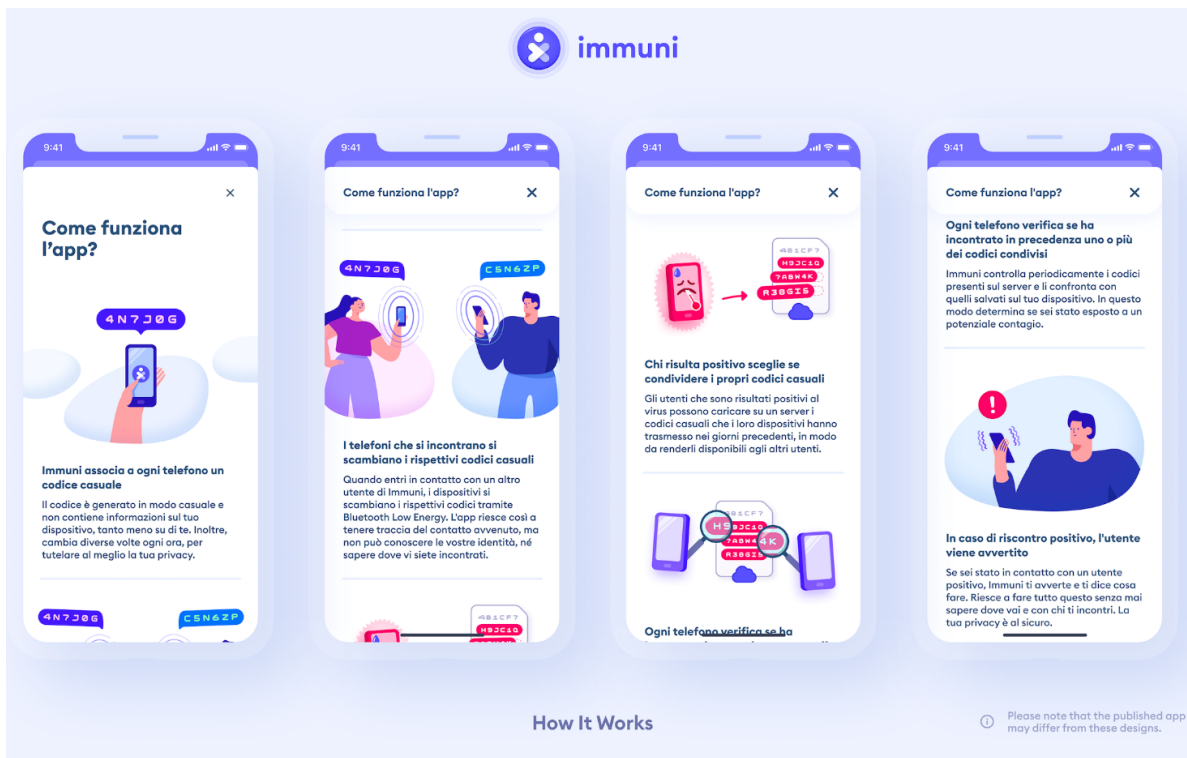 immuni
9:41
Come funziona
l'app?
4N7J0G
Immuni associa a ogni telefono un
codice casuale
Il codice è generato in modo casuale e
non contiene informazioni sul tuo
dispositivo, tanto meno su di te. Inoltre,
cambia diverse volte ogni ora, per
tutelare al meglio la tua privacy.
4N7J0G
C5N6ZP
9:41
Come funziona l'app?
4N7J0G
C5N6ZP
I telefoni che si incontrano si
scambiano i rispettivi codici casuali
Quando entri in contatto con un altro
utente di Immuni, i dispositivi si
scambiano i rispettivi codici tramite
Bluetooth Low Energy. L'app riesce così a
tenere traccia del contatto avvenuto, ma
non può conoscere le vostre identità, né
sapere dove vi siete incontrati.
4B1CF7
H9JC1Q
9:41
Come funziona l'app?
4B1CF7
H9JC1Q
7ABW4K
R38GI5
Chi risulta positivo sceglie se
condividere i propri codici casuali
Gli utenti che sono risultati positivi al
virus possono caricare su un server i
codici casuali che i loro dispositivi hanno
trasmesso nei giorni precedenti, in modo
da renderli disponibili agli altri utenti.
B1CF7
H9JC1Q
7ABW4K
R38GI5
Ogni telefono verifica se ha
9:41
Come funziona l'app?
Ogni telefono verifica se ha
incontrato in precedenza uno o più
dei codici condivisi
Immuni controlla periodicamente i codici
presenti sul server e li confronta con
quelli salvati sul tuo dispositivo. In questo
modo determina se sei stato esposto a un
potenziale contagio.
In caso di riscontro positivo, l'utente
viene avvertito
Se sei stato in contatto con un utente
positivo, Immuni ti avverte e ti dice cosa
fare. Riesce a fare tutto questo senza mai
sapere dove vai e con chi ti incontri. La
tua privacy è al sicuro.
How It Works
Please note that the published app
may differ from these designs.